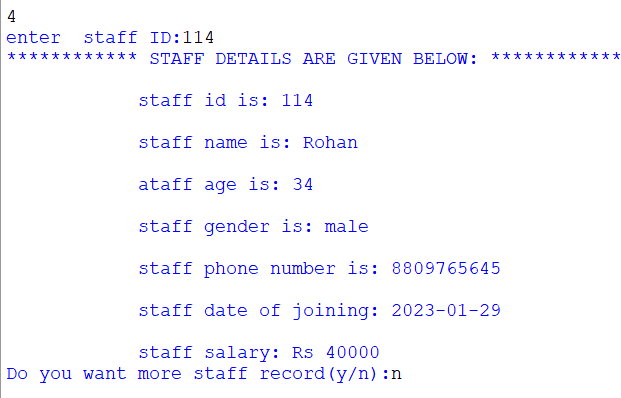 4
enter  staff ID:114
************ STAFF DETAILS ARE GIVEN BELOW: ************
staff id is: 114
staff name is: Rohan
ataff age is: 34
staff gender is: male
staff phone number is: 8809765645
staff date of joining: 2023-01-29
staff salary: Rs 40000
Do you want more staff record(y/n):n